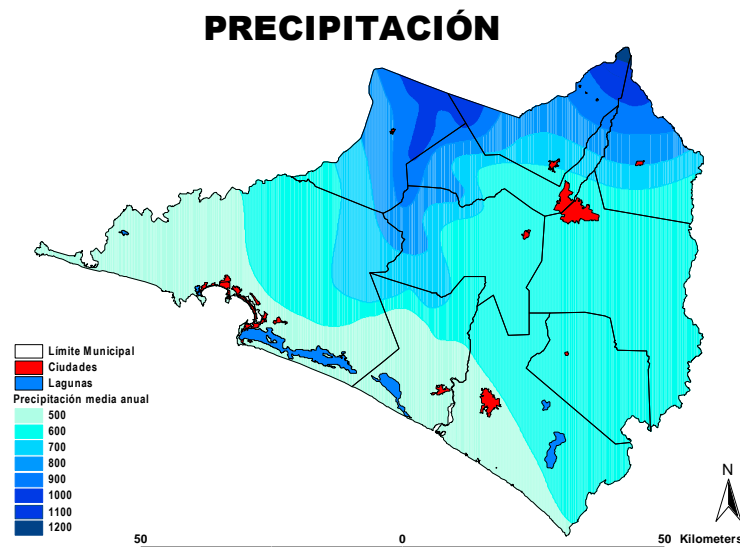 PRECIPITACIÓN
Límite Municipal
Ciudades
Lagunas
Precipitación media anual
500
600
700
800
900
1000
1100
1200
N
50 0 50 Kilometers